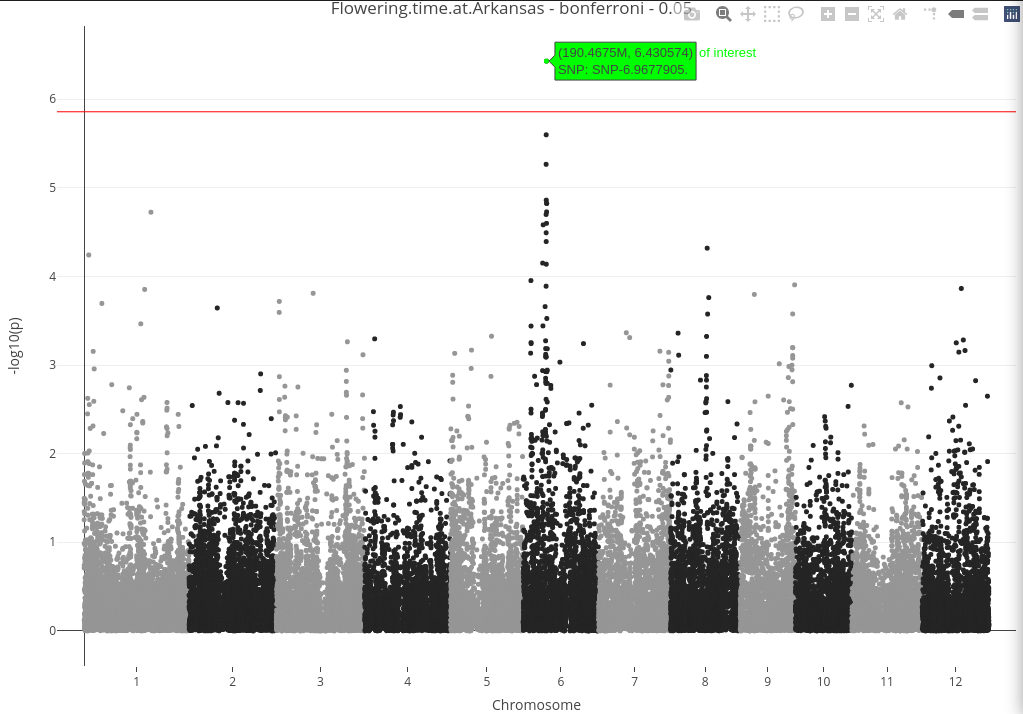 Flowering.time.at.Arkansas - bonferroni - 0.05
(190.4675M, 6.430574) of Interest
SNP: SNP-6.9677905.
6
5
4
3
2
1
0
-log10(p)
1 2 3 4 5 6 7 8 9 10 11 12
Chromosome